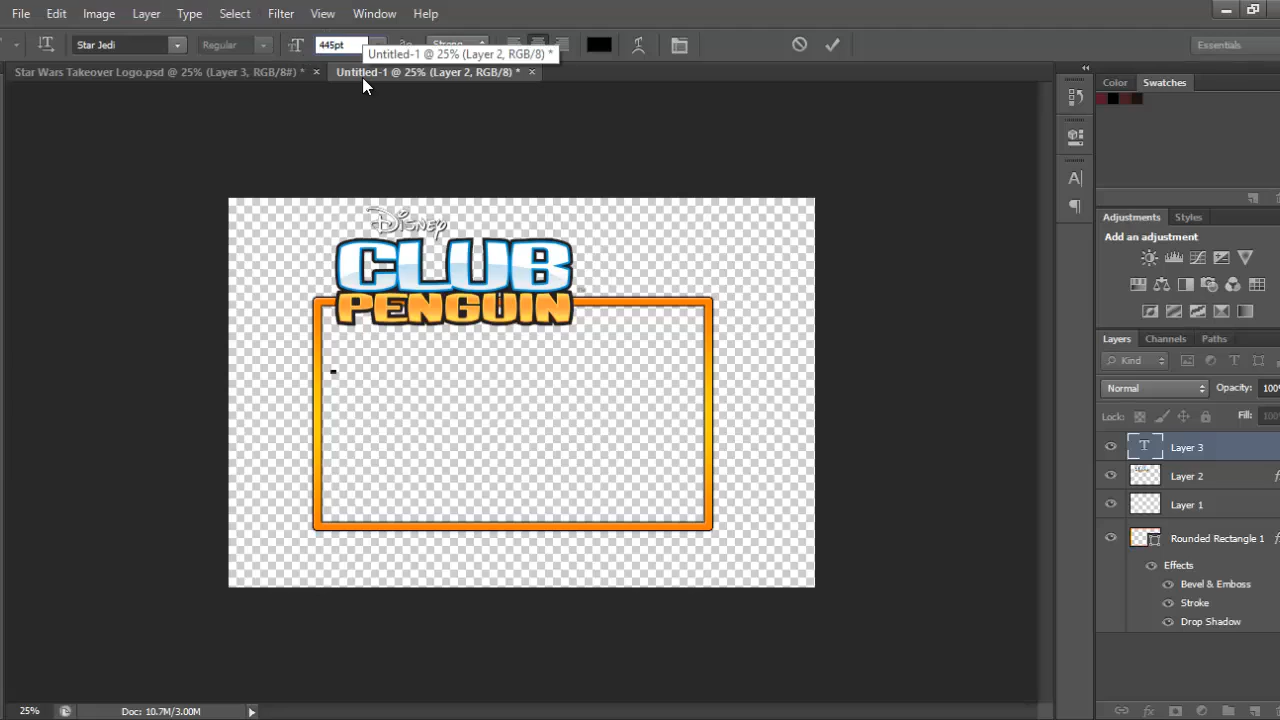 File Edit Image Layer Type Select Filter View Window Help
Star Jedi Regular 445pt Strong Essentials
Untitled-1 @ 25% (Layer 2, RGB/8) *
Star Wars Takeover Logo.psd @ 25% (Layer 3, RGB/8#) * × Untitled-1 @ 25% (Layer 2, RGB/8) * ×
Color Swatches
Adjustments Styles
Add an adjustment
Layers Channels Paths
Kind
Normal Opacity: 100%
Lock: Fill:
Layer 3
Layer 2
Layer 1
Rounded Rectangle 1
Effects
Bevel & Emboss
Stroke
Drop Shadow
Disney
CLUB
PENGUIN
25% Doc: 10.7M/3.00M